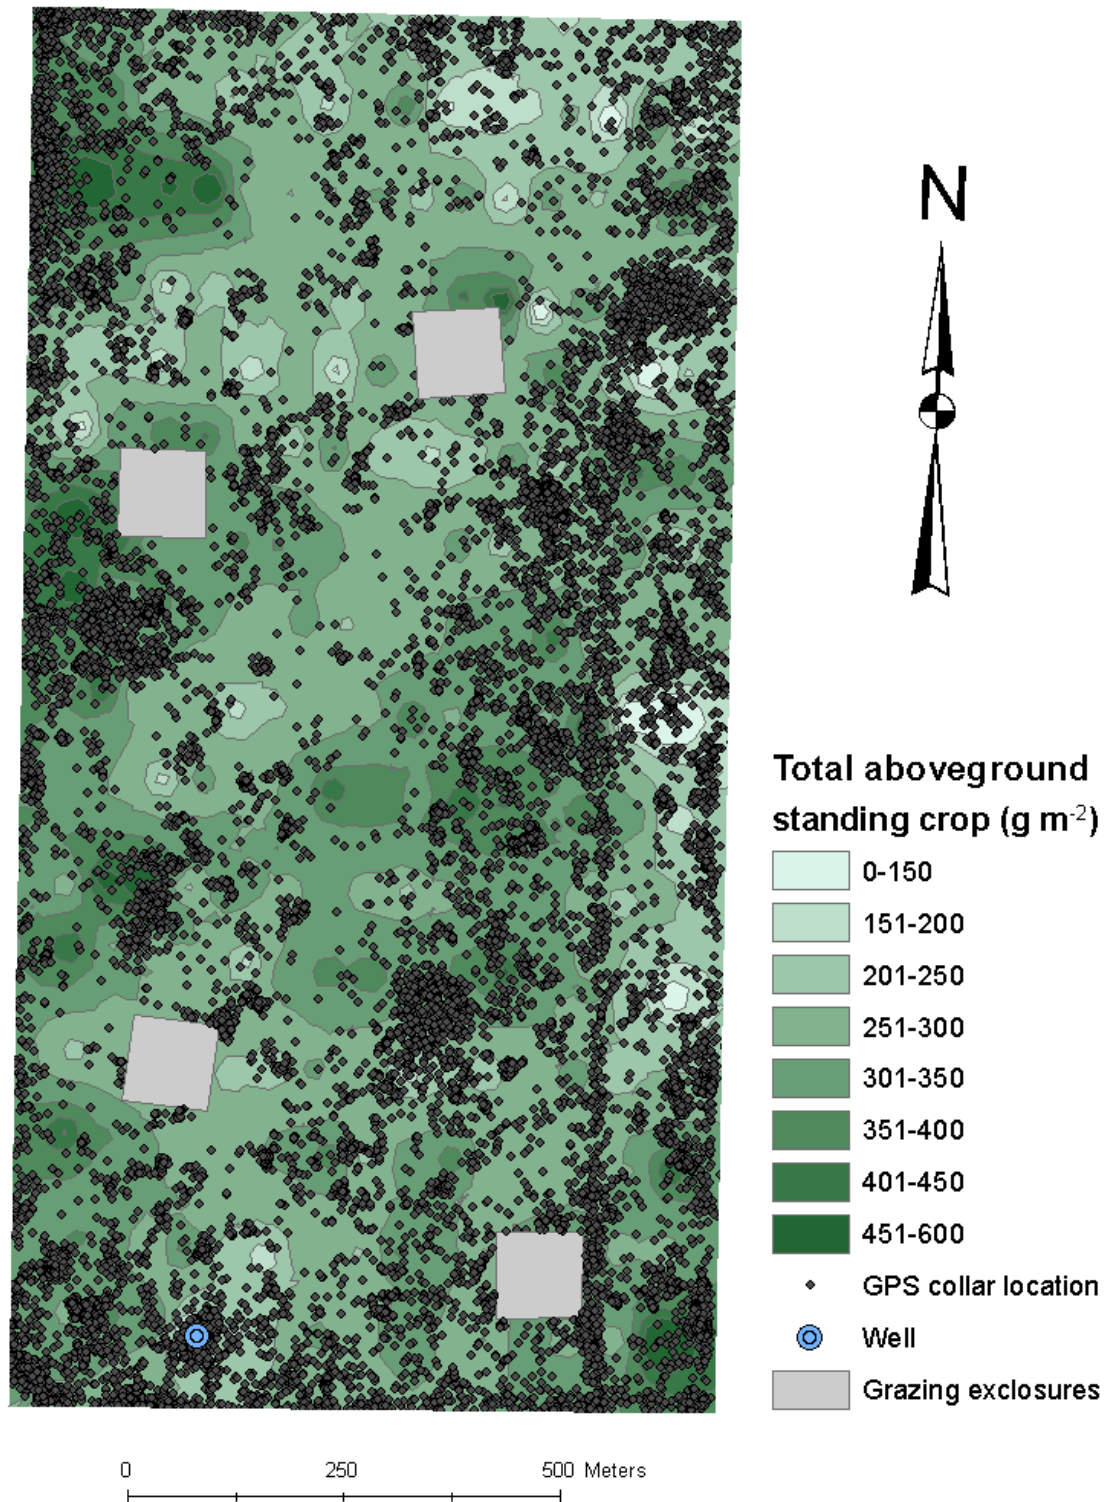 N
Total aboveground
standing crop (g m-2)
0-150
151-200
201-250
251-300
301-350
351-400
401-450
451-600
GPS collar location
Well
Grazing exclosures
0 250 500 Meters